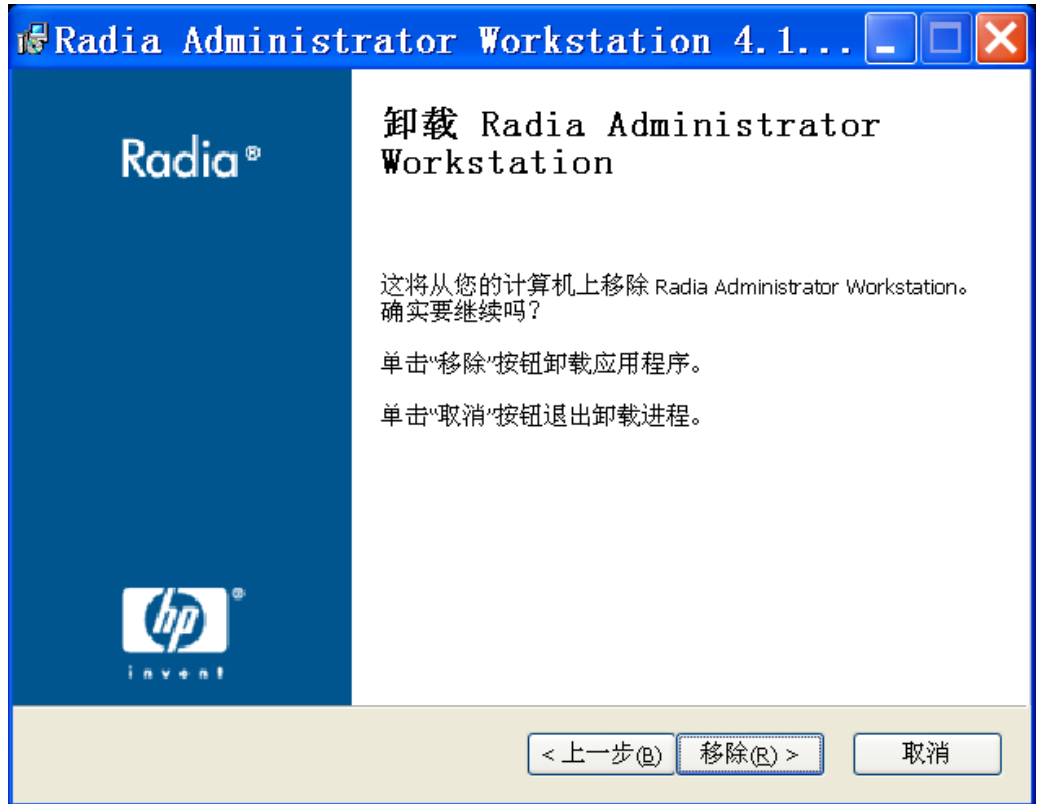 Radia Administrator Workstation 4.1...
Radia®
卸载 Radia Administrator
Workstation
这将从您的计算机上移除 Radia Administrator Workstation。
确实要继续吗？
单击“移除”按钮卸载应用程序。
单击“取消”按钮退出卸载进程。
hp®
invent
<上一步(B)
移除(R) >
取消